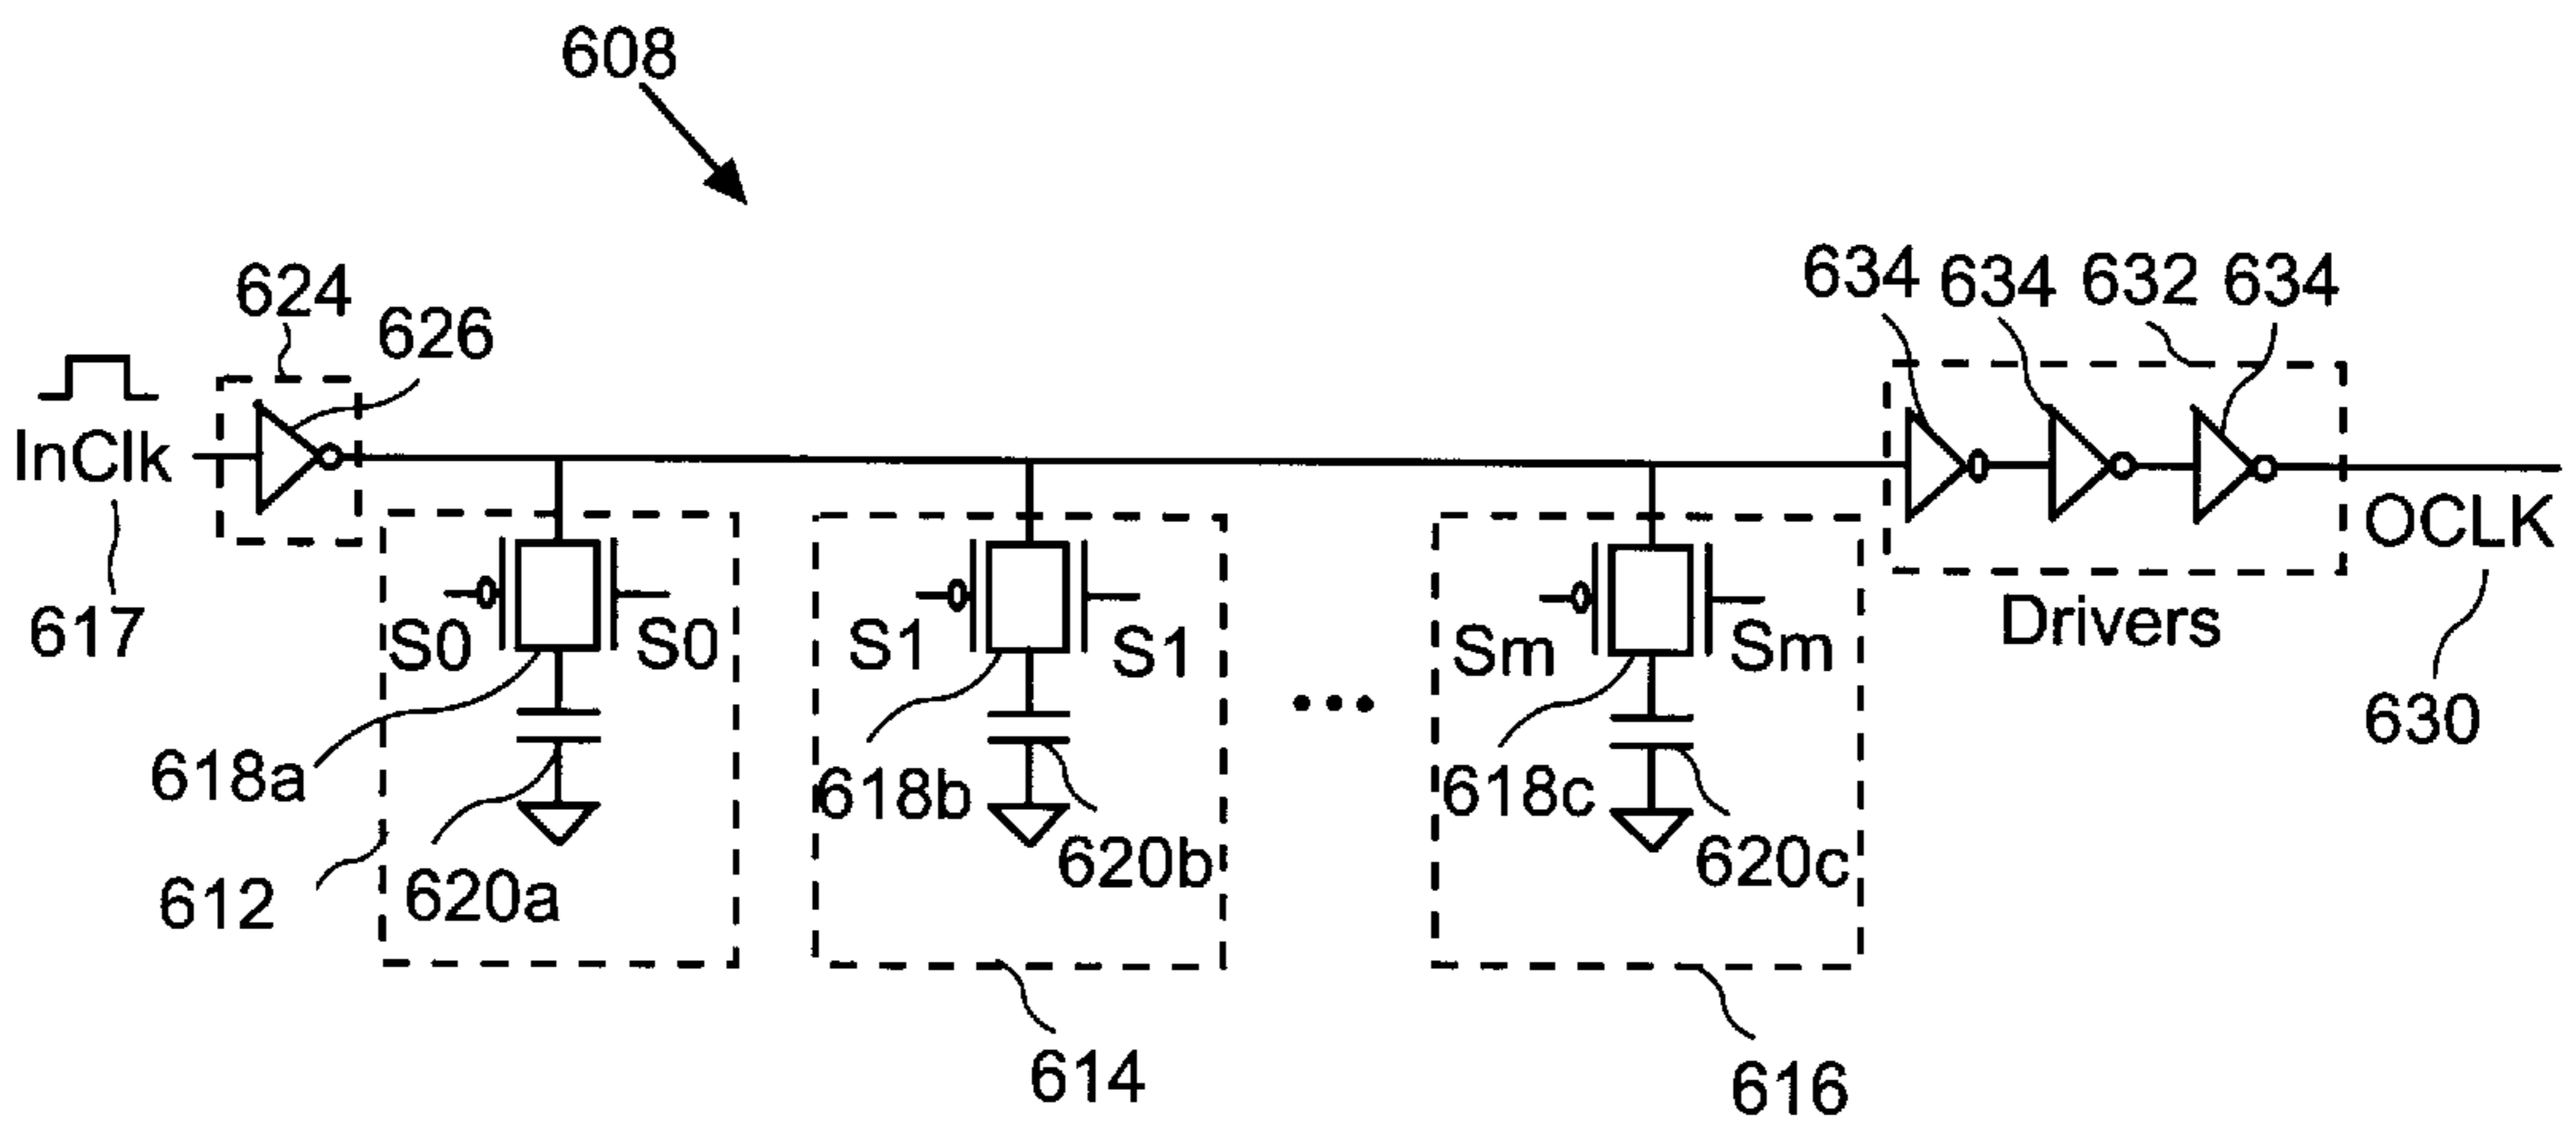 608
634 634 632 634
624
626
InClk
OCLK
S0 S0 S1 S1 Sm Sm Drivers
617
630
618a 618b 618c
620b 620c
612 620a
614
616